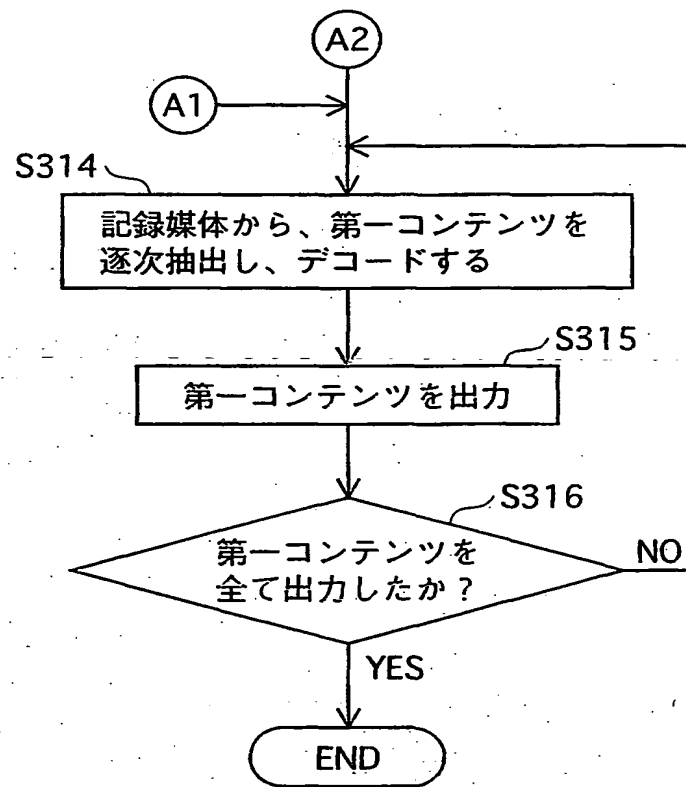 A2
A1
S314
記録媒体から、第一コンテンツを
逐次抽出し、デコードする
S315
第一コンテンツを出力
S316
第一コンテンツを
全て出力したか？
NO
YES
END